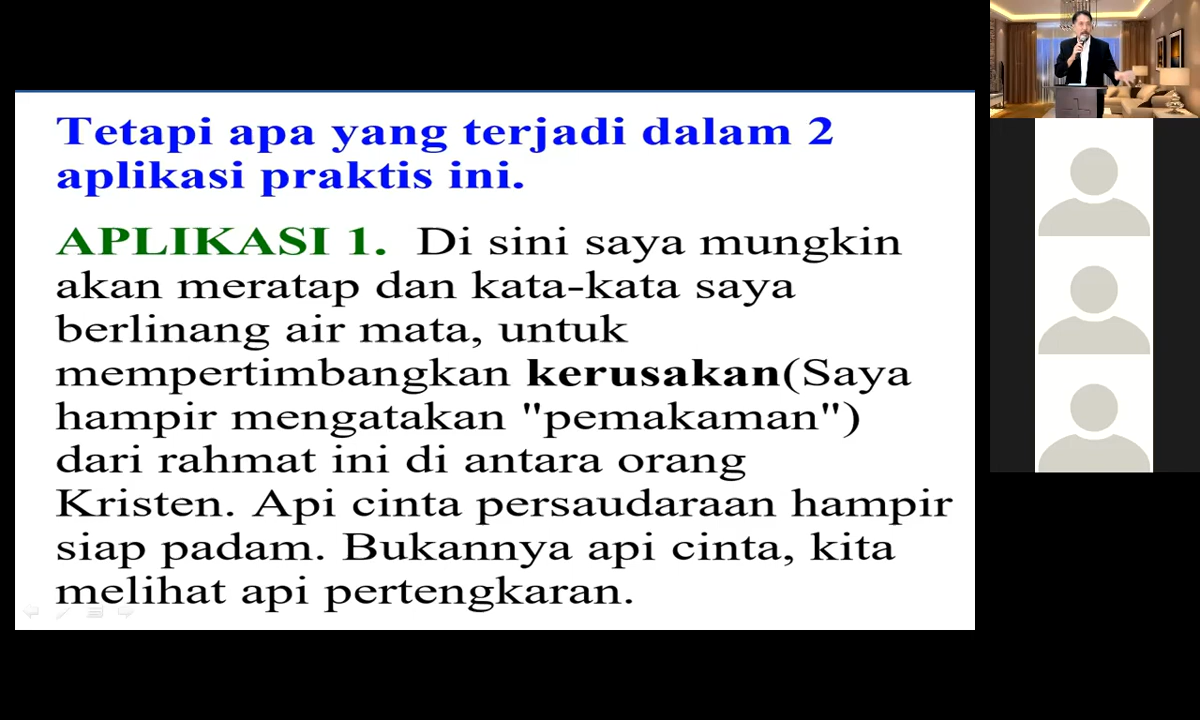 Tetapi apa yang terjadi dalam 2
aplikasi praktis ini.
APLIKASI 1.  Di sini saya mungkin
akan meratap dan kata-kata saya
berlinang air mata, untuk
mempertimbangkan kerusakan(Saya
hampir mengatakan "pemakaman")
dari rahmat ini di antara orang
Kristen. Api cinta persaudaraan hampir
siap padam. Bukannya api cinta, kita
melihat api pertengkaran.